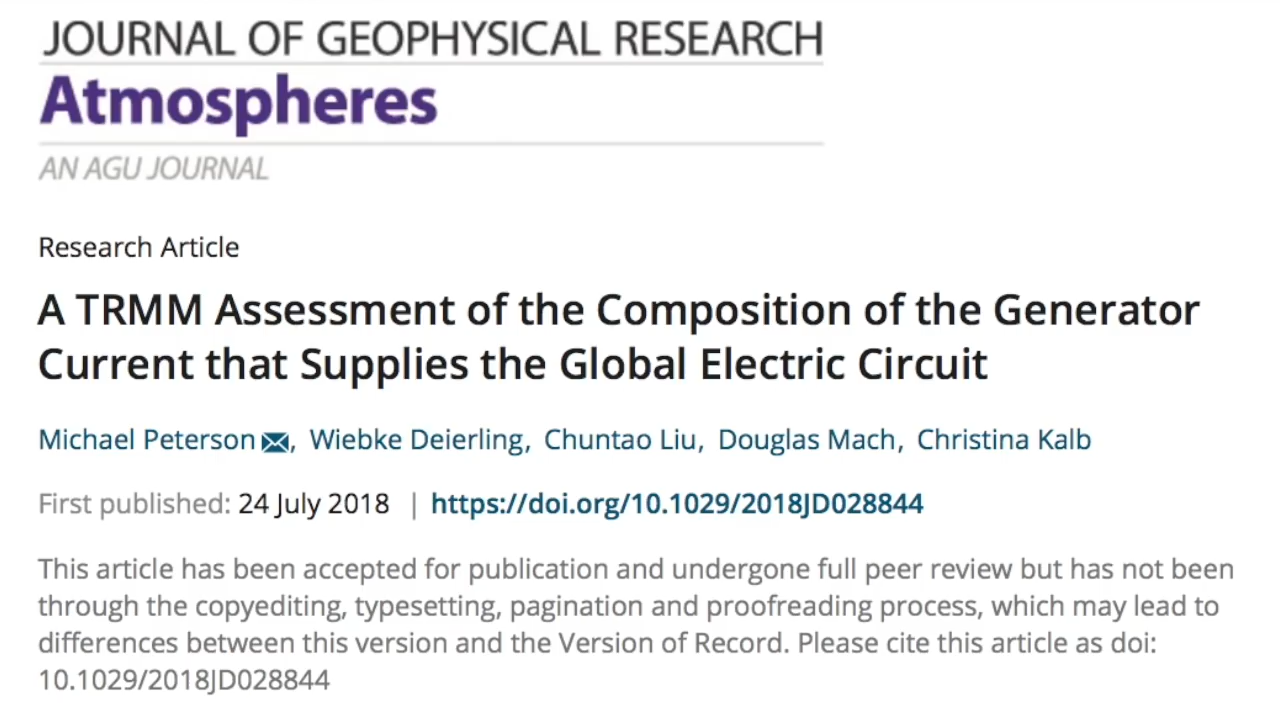 JOURNAL OF GEOPHYSICAL RESEARCH
Atmospheres
AN AGU JOURNAL
Research Article
A TRMM Assessment of the Composition of the Generator
Current that Supplies the Global Electric Circuit
Michael Peterson, Wiebke Deierling, Chuntao Liu, Douglas Mach, Christina Kalb
First published: 24 July 2018 | https://doi.org/10.1029/2018JD028844
This article has been accepted for publication and undergone full peer review but has not been
through the copyediting, typesetting, pagination and proofreading process, which may lead to
differences between this version and the Version of Record. Please cite this article as doi:
10.1029/2018JD028844